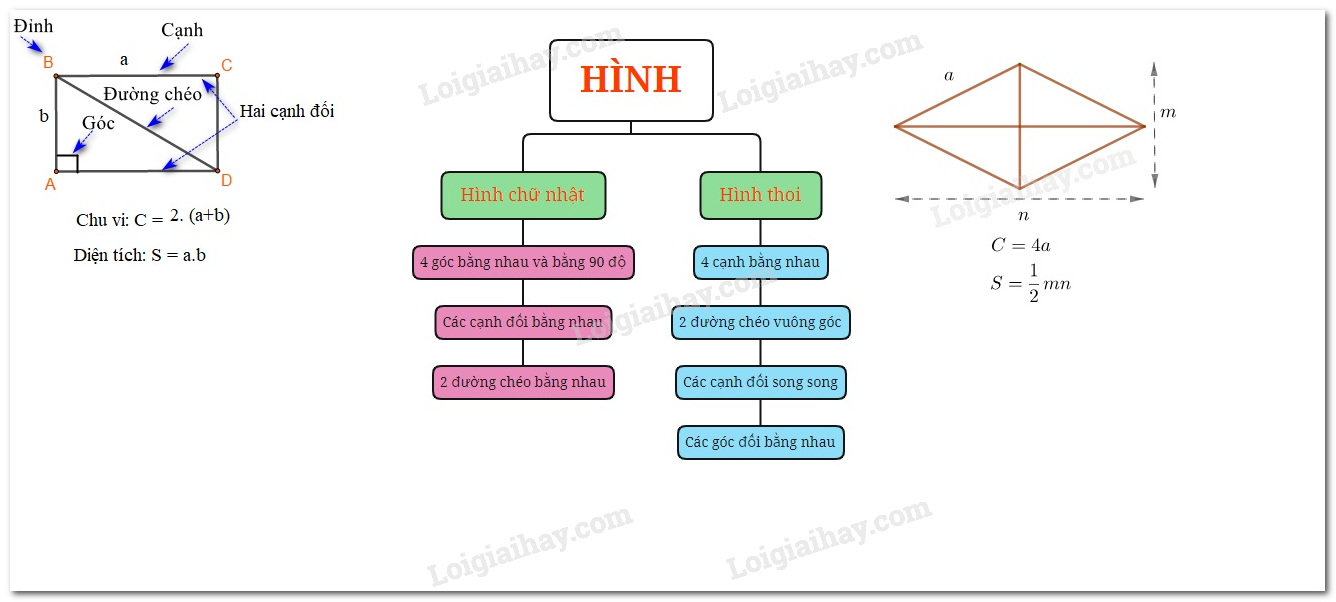 Đỉnh
Cạnh
B
a
C
Đường chéo
b
Góc
Hai cạnh đối
A
D
Chu vi: C = 2. (a+b)
Diện tích: S = a.b
HÌNH
Hình chữ nhật
4 góc bằng nhau và bằng 90 độ
Các cạnh đối bằng nhau
2 đường chéo bằng nhau
Hình thoi
4 cạnh bằng nhau
2 đường chéo vuông góc
Các cạnh đối song song
Các góc đối bằng nhau
a
m
n
C = 4a
S = 1/2 mn
Loigiaihay.com
Loigiaihay.com
Loigiaihay.com
Loigiaihay.com
Loigiaihay.com
Loigiaihay.com